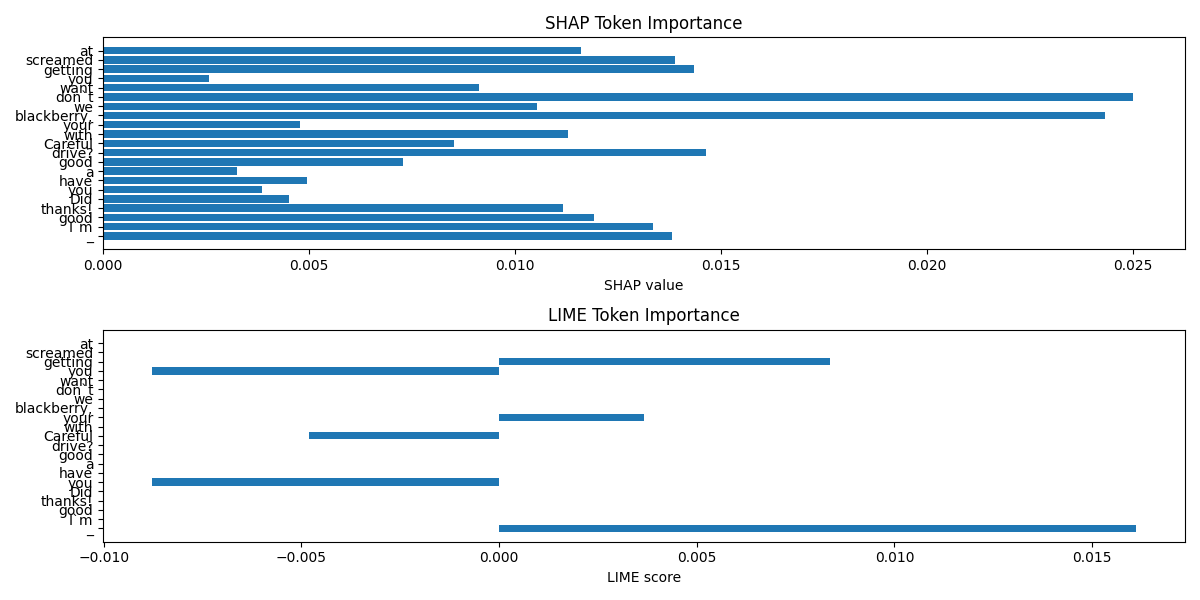 SHAP Token Importance
at
screamed
getting
you
want
don`t
we
blackberry,
your
with
Careful
drive?
good
a
have
you
Did
thanks!
good
I`m
_
0.000 0.005 0.010 0.015 0.020 0.025
SHAP value
LIME Token Importance
at
screamed
getting
you
want
don`t
we
blackberry,
your
with
Careful
drive?
good
a
have
you
Did
thanks!
good
I`m
_
−0.010 −0.005 0.000 0.005 0.010 0.015
LIME score